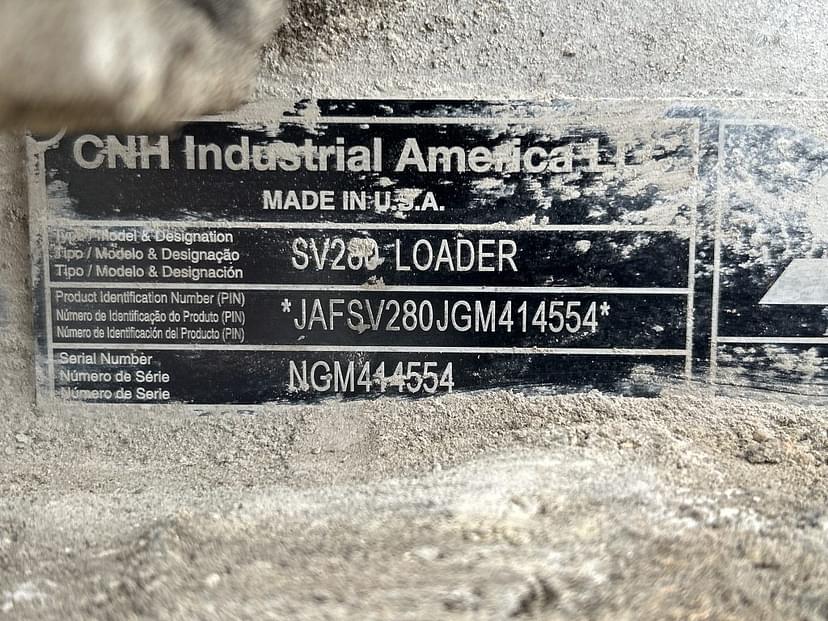 CNH Industrial America
MADE IN U.S.A.
Type / Model & Designation
Tipo / Modelo & Designação
Tipo / Modelo & Designación
SV280 LOADER
Product Identification Number (PIN)
Número de Identificação do Produto (PIN)
Número de Identificación del Producto (PIN)
*JAFSV280JGM414554*
Serial Number
Número de Série
Número de Serie
NGM414554